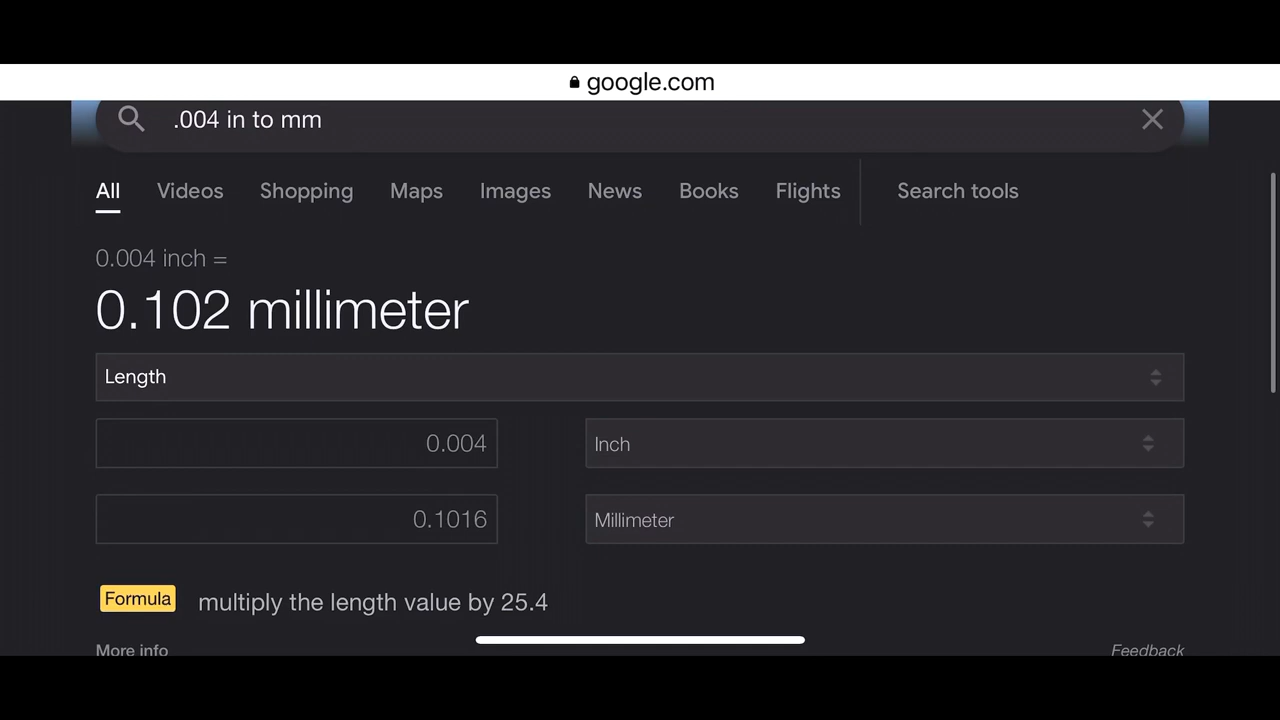 google.com
.004 in to mm
All Videos Shopping Maps Images News Books Flights Search tools
0.004 inch =
0.102 millimeter
Length
0.004 Inch
0.1016 Millimeter
Formula multiply the length value by 25.4
More info Feedback